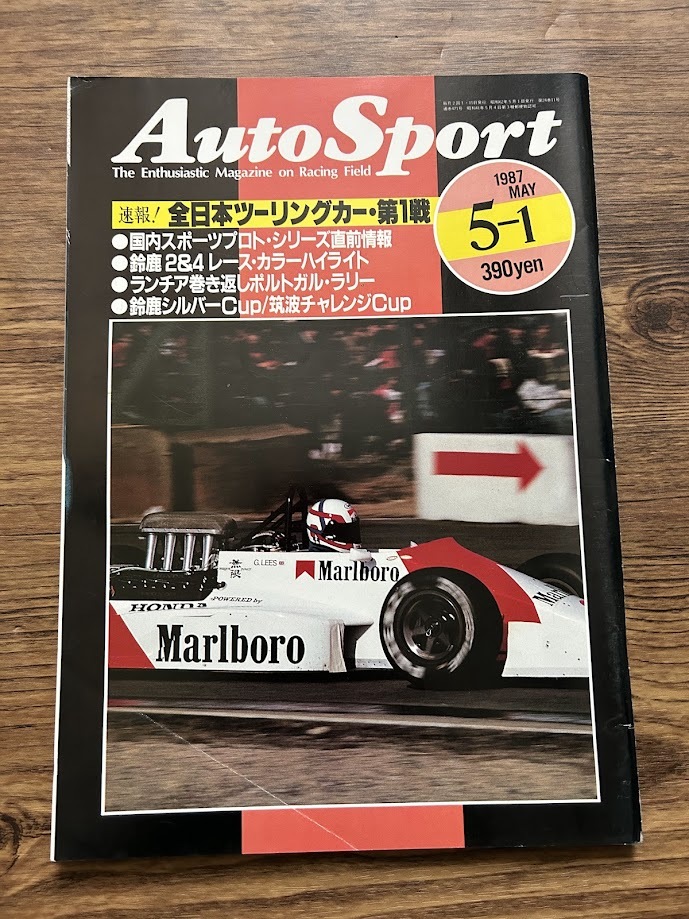 AutoSport
The Enthusiastic Magazine on Racing Field
1987
MAY
5-1
390yen
速報! 全日本ツーリングカー・第1戦
●国内スポーツプロト・シリーズ直前情報
●鈴鹿2&4レース・カラーハイライト
●ランチア巻き返しポルトガル・ラリー
●鈴鹿シルバーCup/筑波チャレンジCup
無限
G.LEES
Marlboro
POWERED by
HONDA
Marlboro